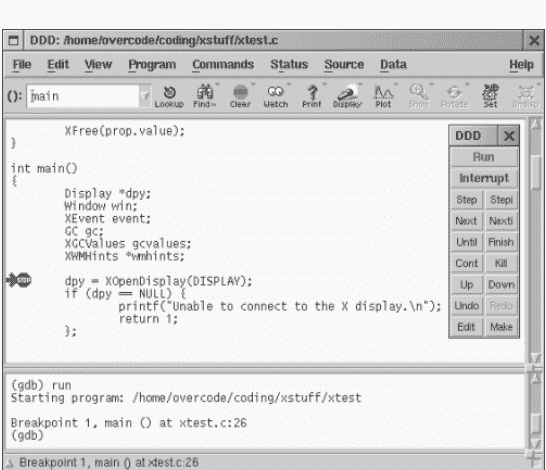 DDD: /home/overcode/coding/xstuff/xtest.c
File Edit View Program Commands Status Source Data Help
(): main
Lookup Find» Clear Watch Print Display Plot Show Rotate Set Undisp
XFree(prop.value);
}
int main()
{
Display *dpy;
Window win;
XEvent event;
GC gc;
XGCValues gcvalues;
XWMHints *wmhints;
STOP
dpy = XOpenDisplay(DISPLAY);
if (dpy == NULL) {
printf("Unable to connect to the X display.\n");
return 1;
};
DDD
Run
Interrupt
Step Stepi
Next Nexti
Until Finish
Cont Kill
Up Down
Undo Redo
Edit Make
(gdb) run
Starting program: /home/overcode/coding/xstuff/xtest
Breakpoint 1, main () at xtest.c:26
(gdb)
Breakpoint 1, main () at xtest.c:26